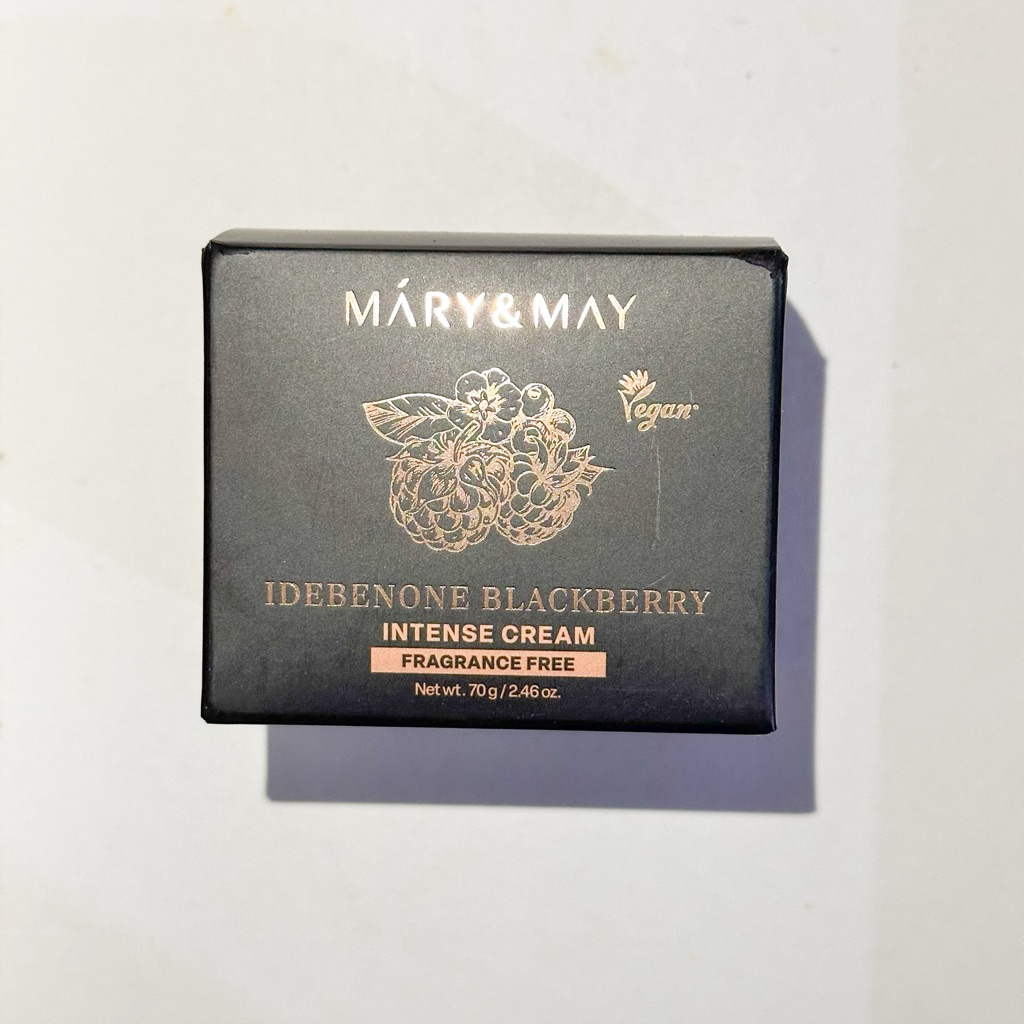 MÁRY&MAY
Vegan
IDEBENONE BLACKBERRY
INTENSE CREAM
FRAGRANCE FREE
Net wt. 70 g / 2.46 oz.